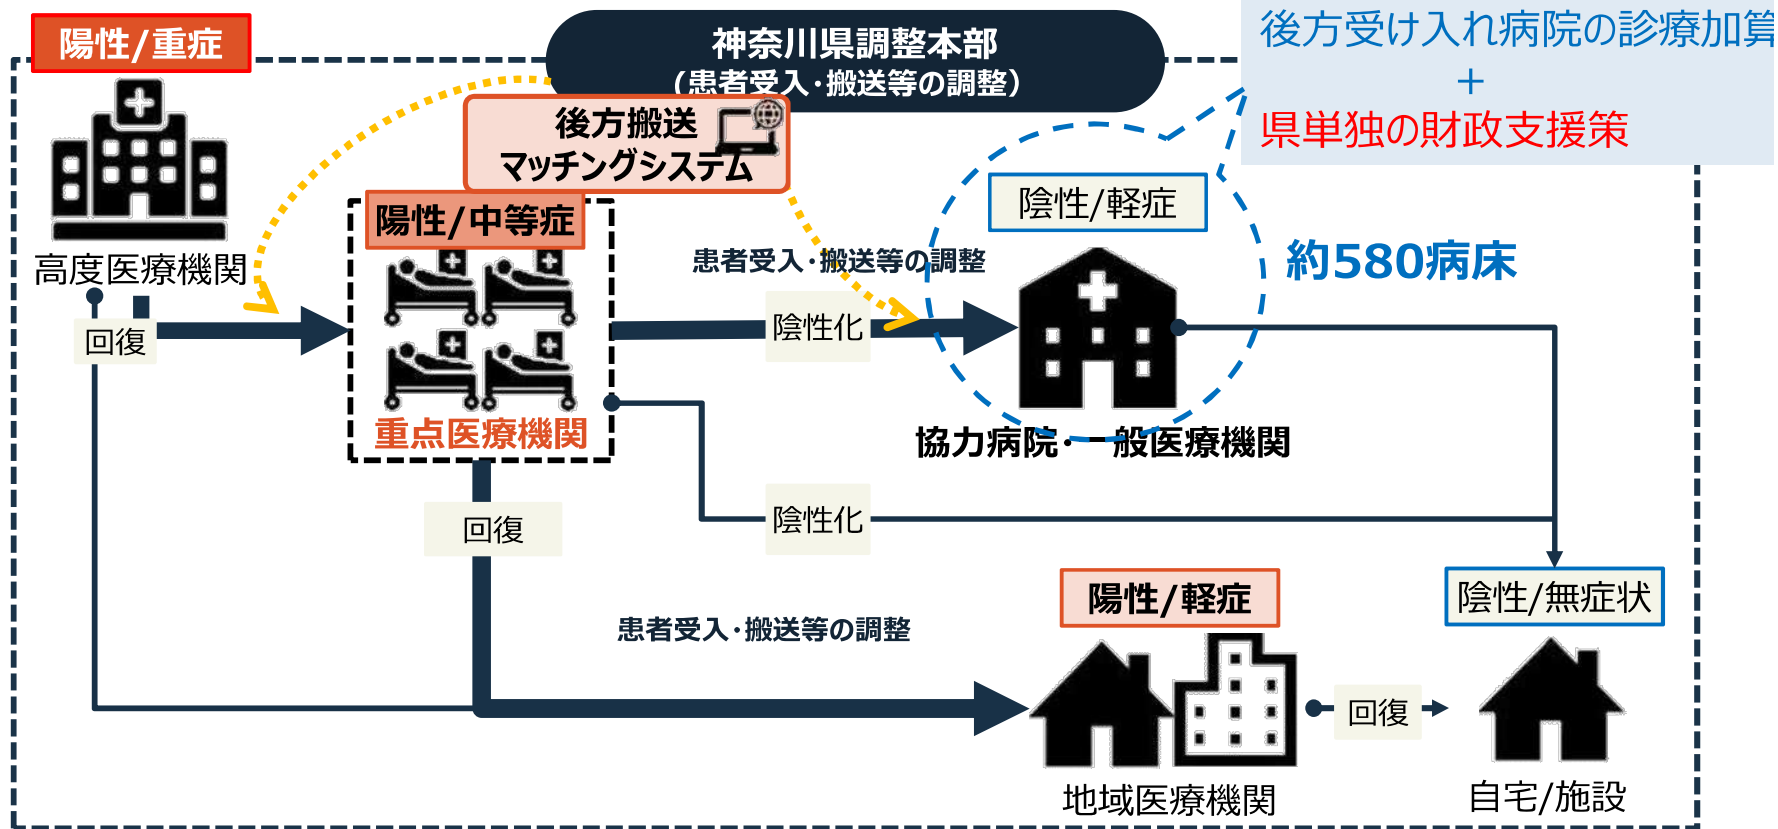 陽性/重症
神奈川県調整本部
(患者受入･搬送等の調整)
後方受け入れ病院の診療加算
+
県単独の財政支援策
後方搬送
マッチングシステム
陽性/中等症
陰性/軽症
高度医療機関
患者受入･搬送等の調整
約580病床
回復
陰性化
重点医療機関
協力病院･一般医療機関
回復
陰性化
陽性/軽症
陰性/無症状
患者受入･搬送等の調整
回復
地域医療機関
自宅/施設